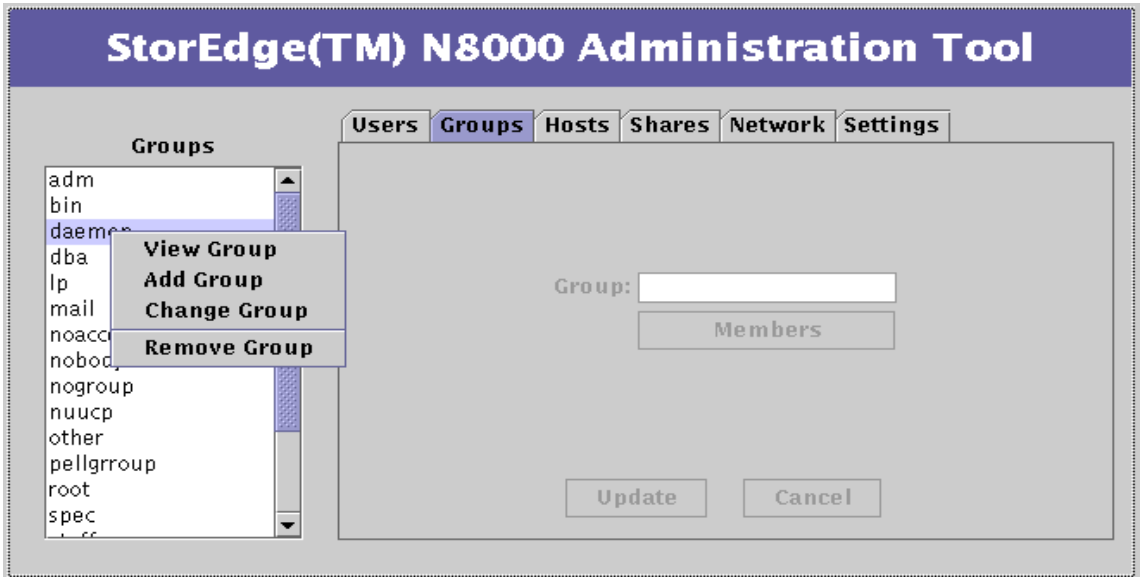 StorEdge(TM) N8000 Administration Tool
Users Groups Hosts Shares Network Settings
Groups
adm
bin
daemon
dba
lp
mail
nogroup
nuucp
other
pellgrroup
root
spec
View Group
Add Group
Change Group
Remove Group
Group:
Members
Update Cancel